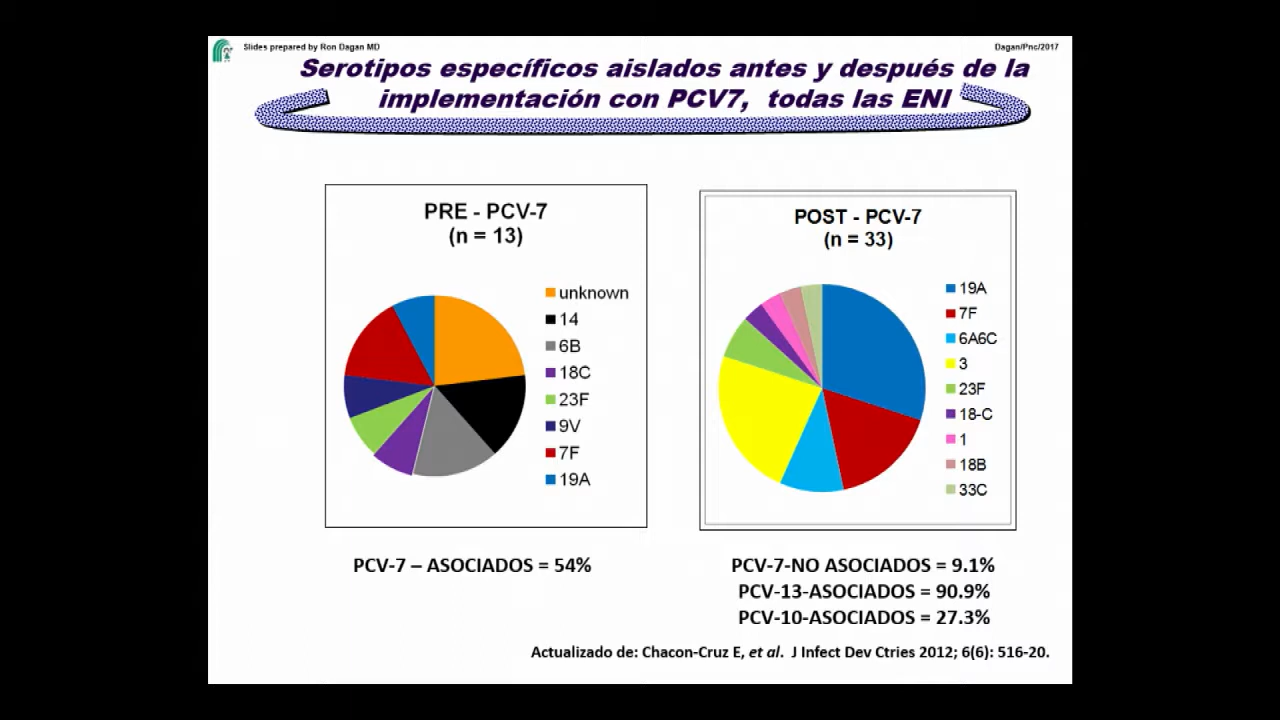 Slides prepared by Ron Dagan MD
Dagan/Pnc/2017
Serotipos específicos aislados antes y después de la
implementación con PCV7, todas las ENI
PRE - PCV-7
(n = 13)
unknown
14
6B
18C
23F
9V
7F
19A
POST - PCV-7
(n = 33)
19A
7F
6A6C
3
23F
18-C
1
18B
33C
PCV-7 – ASOCIADOS = 54%
PCV-7-NO ASOCIADOS = 9.1%
PCV-13-ASOCIADOS = 90.9%
PCV-10-ASOCIADOS = 27.3%
Actualizado de: Chacon-Cruz E, et al. J Infect Dev Ctries 2012; 6(6): 516-20.